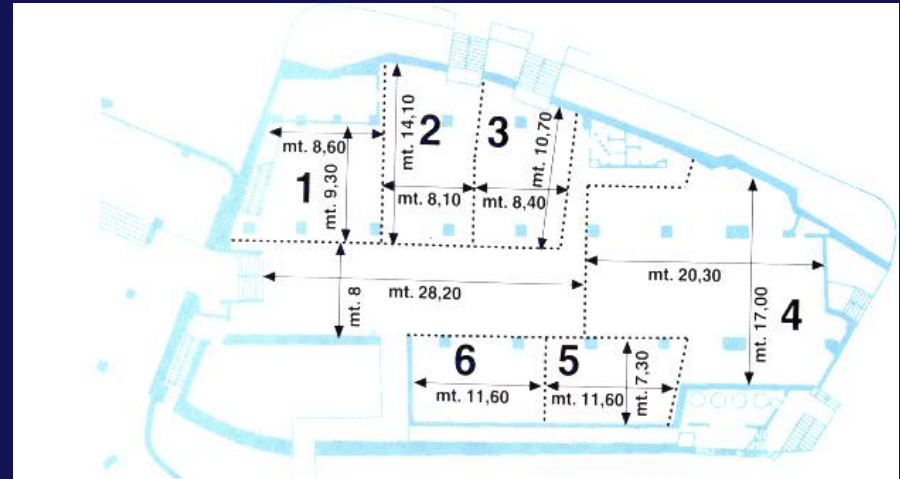 mt. 8,60
1
mt. 9,30
mt. 14,10
2
mt. 8,10
3
mt. 8,40
mt. 10,70
mt. 8
mt. 28,20
mt. 20,30
mt. 17,00
4
6
mt. 11,60
5
mt. 11,60
mt. 7,30